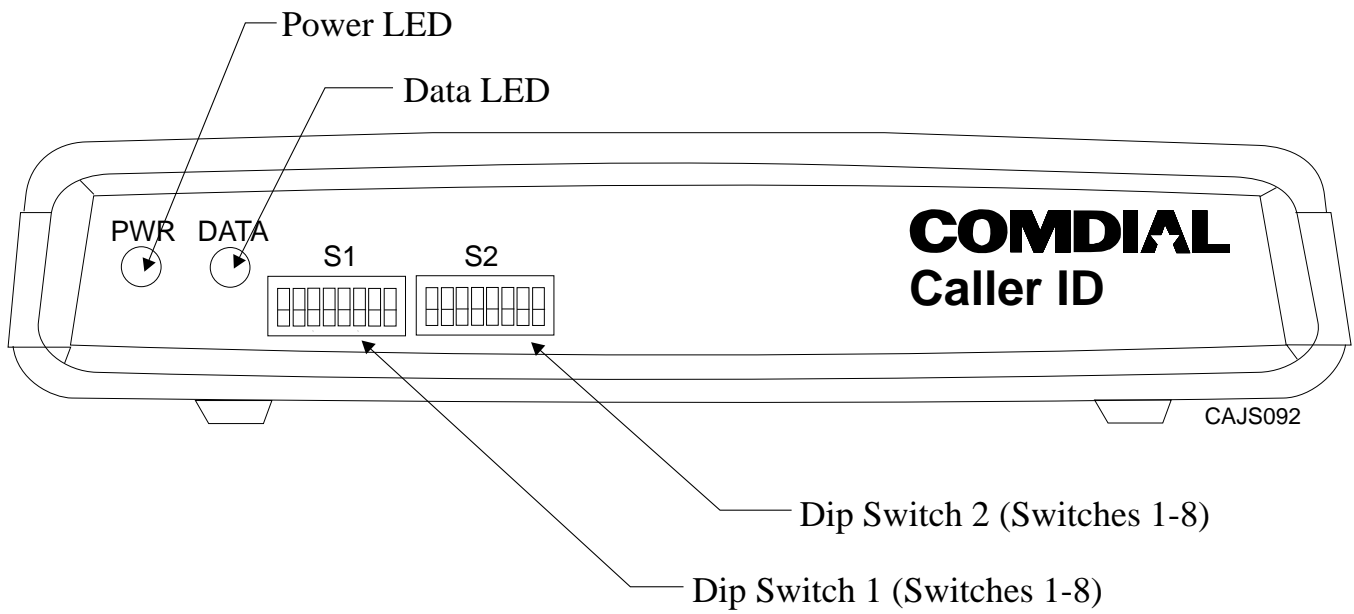 Power LED
Data LED
PWR DATA
S1 S2
COMDIAL
Caller ID
CAJS092
Dip Switch 2 (Switches 1-8)
Dip Switch 1 (Switches 1-8)